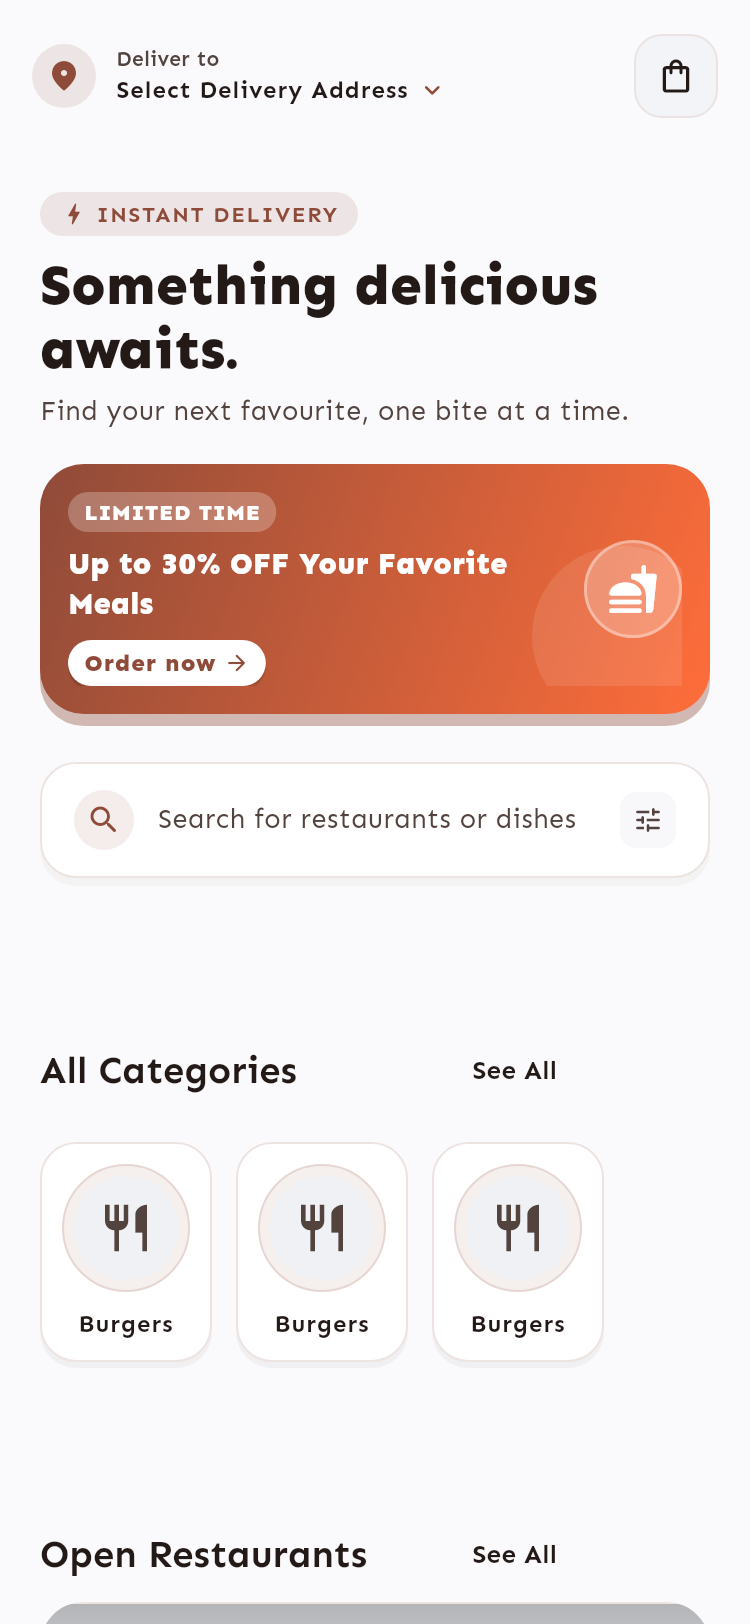 Deliver to
Select Delivery Address
INSTANT DELIVERY
Something delicious
awaits.
Find your next favourite, one bite at a time.
LIMITED TIME
Up to 30% OFF Your Favorite
Meals
Order now
Search for restaurants or dishes
All Categories
See All
Burgers
Burgers
Burgers
Open Restaurants
See All